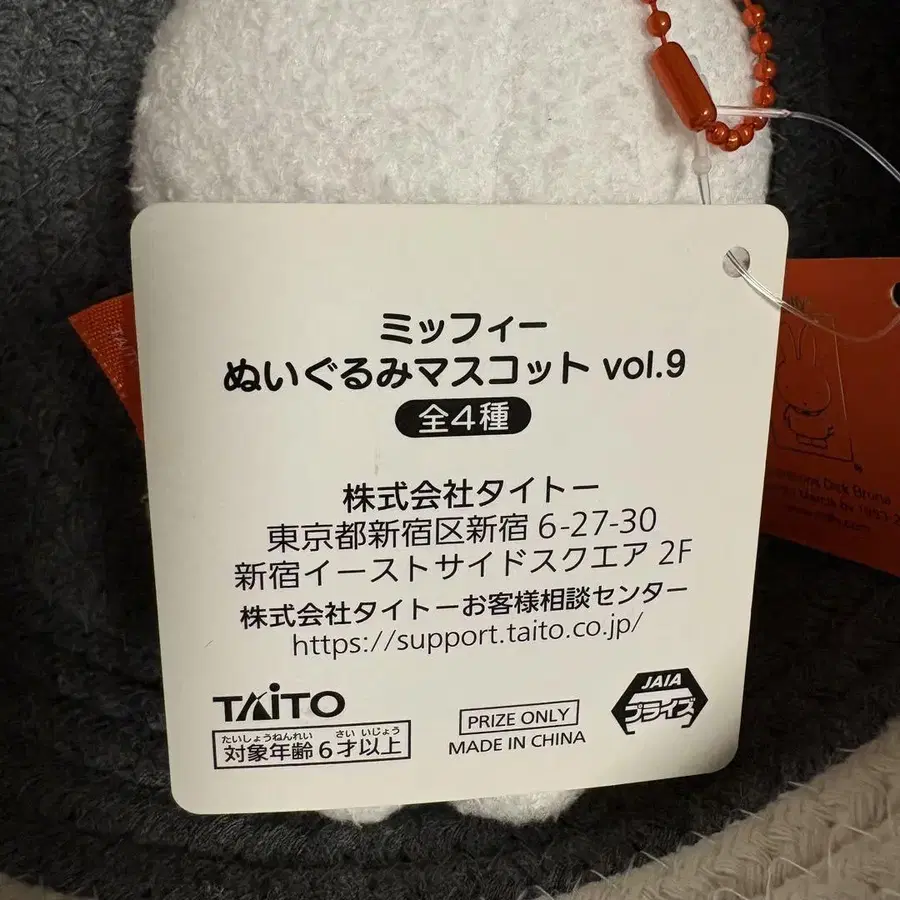 ミッフィー
ぬいぐるみマスコット vol.9
全4種
株式会社タイトー
東京都新宿区新宿 6-27-30
新宿イーストサイドスクエア 2F
株式会社タイトーお客様相談センター
https://support.taito.co.jp/
TAiTO
たいしょうねんれい さい いじょう
対象年齢 6才以上
PRIZE ONLY
MADE IN CHINA
JAIA
プライズ
Dick Bruna